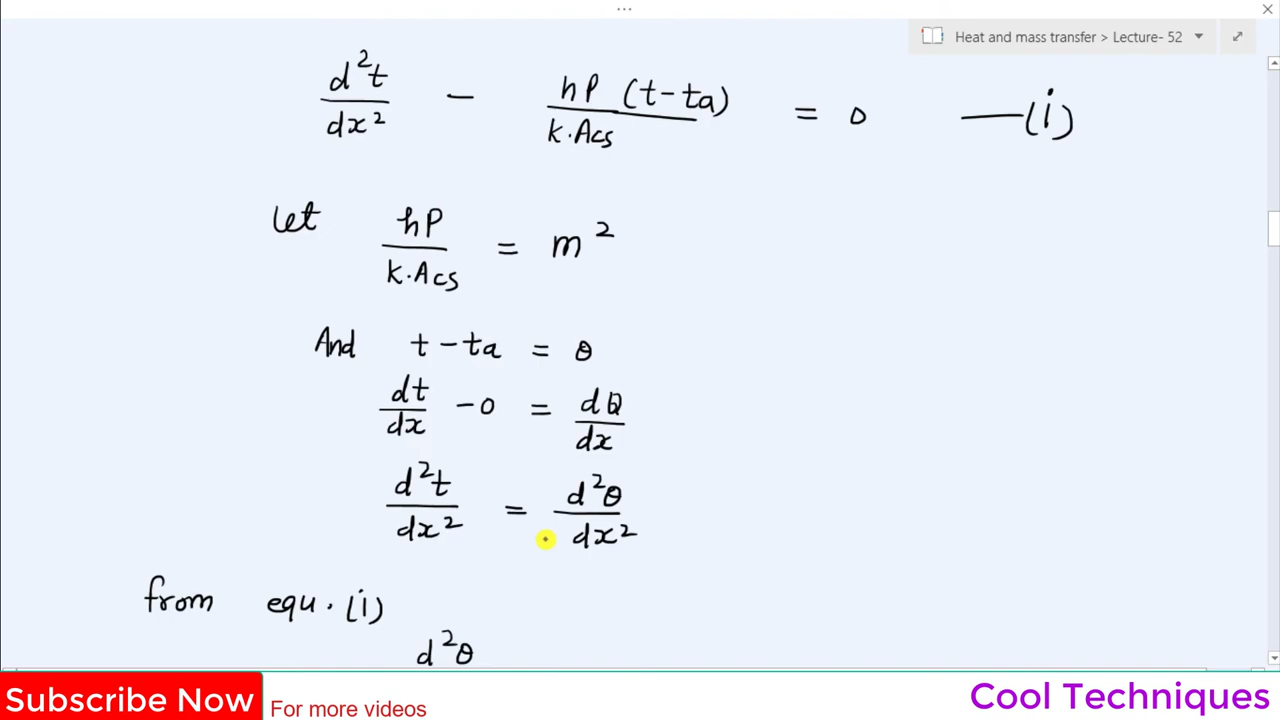 Heat and mass transfer > Lecture- 52
d²t/dx² - hP (t-ta)/k.Acs = 0 —(i)
Let hP/k.Acs = m²
And t-ta = θ
dt/dx -0 = dθ/dx
d²t/dx² = d²θ/dx²
from equ. (i)
d²θ
Subscribe Now
For more videos
Cool Techniques